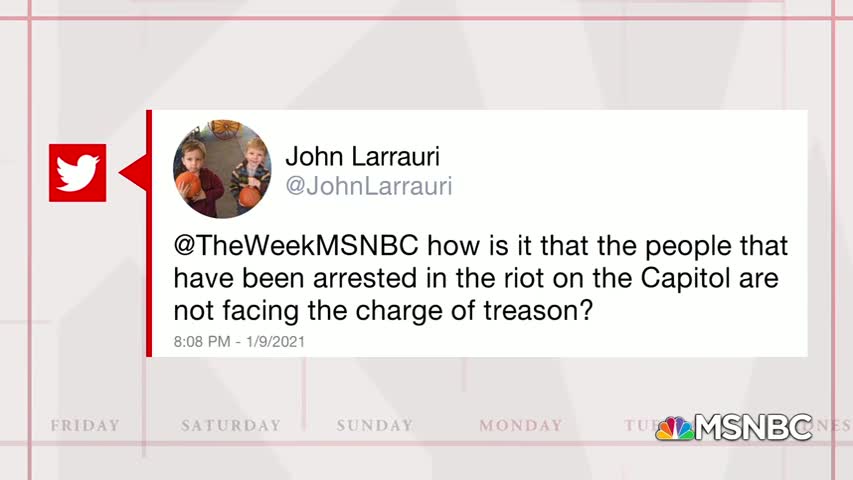 John Larrauri
@JohnLarrauri
@TheWeekMSNBC how is it that the people that
have been arrested in the riot on the Capitol are
not facing the charge of treason?
8:08 PM - 1/9/2021
FRIDAY SATURDAY SUNDAY MONDAY
MSNBC